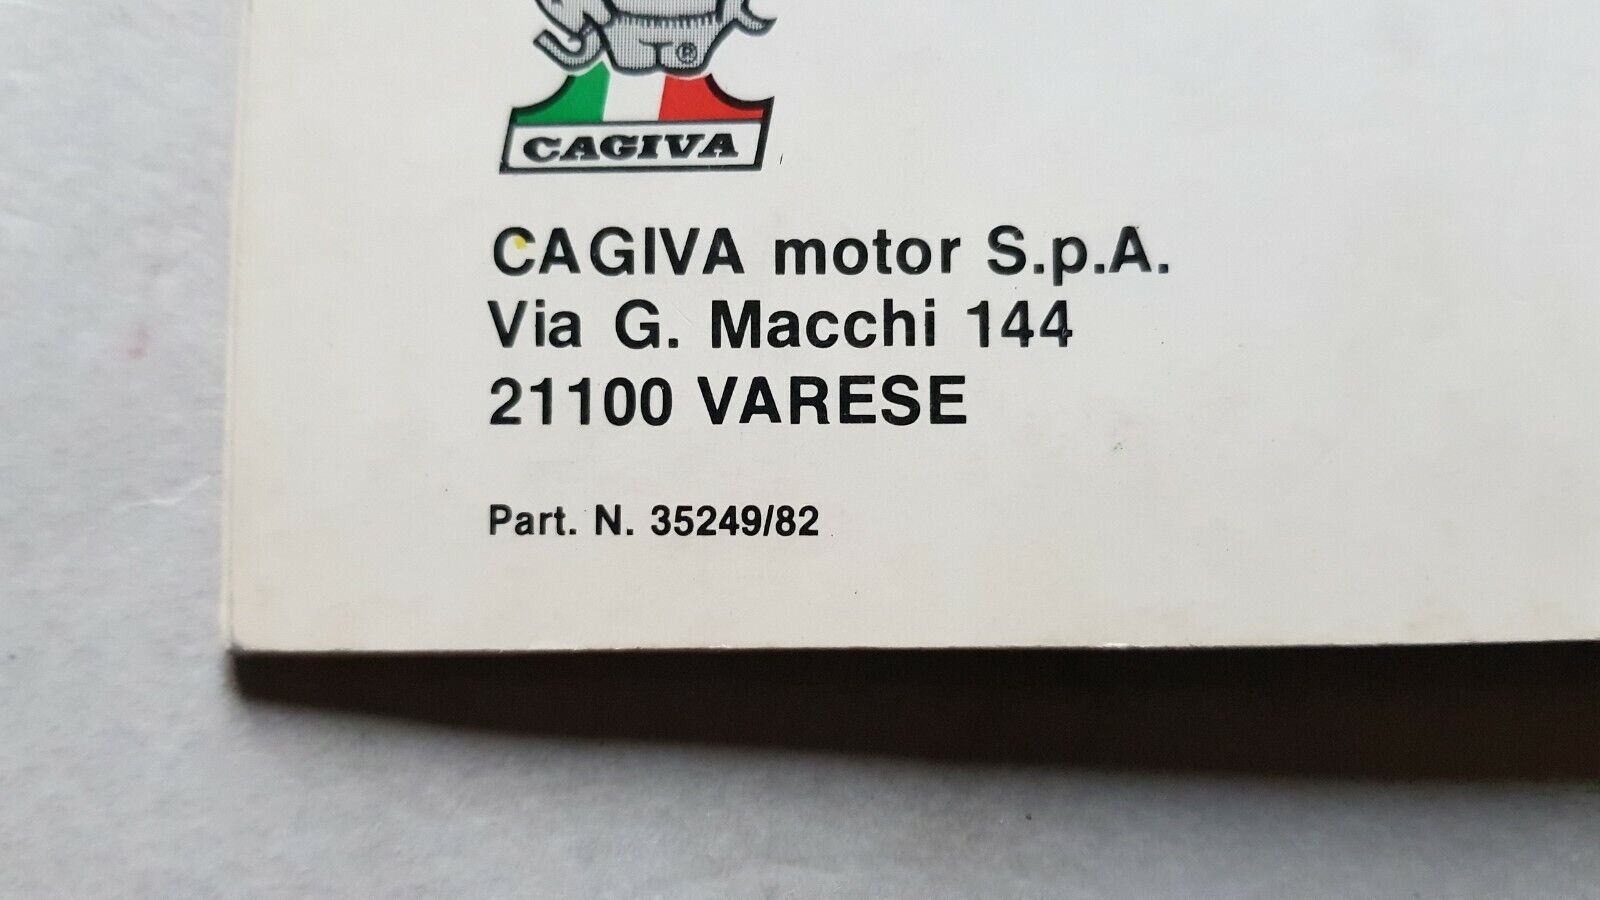 ®
CAGIVA
CAGIVA motor S.p.A.
Via G. Macchi 144
21100 VARESE
Part. N. 35249/82